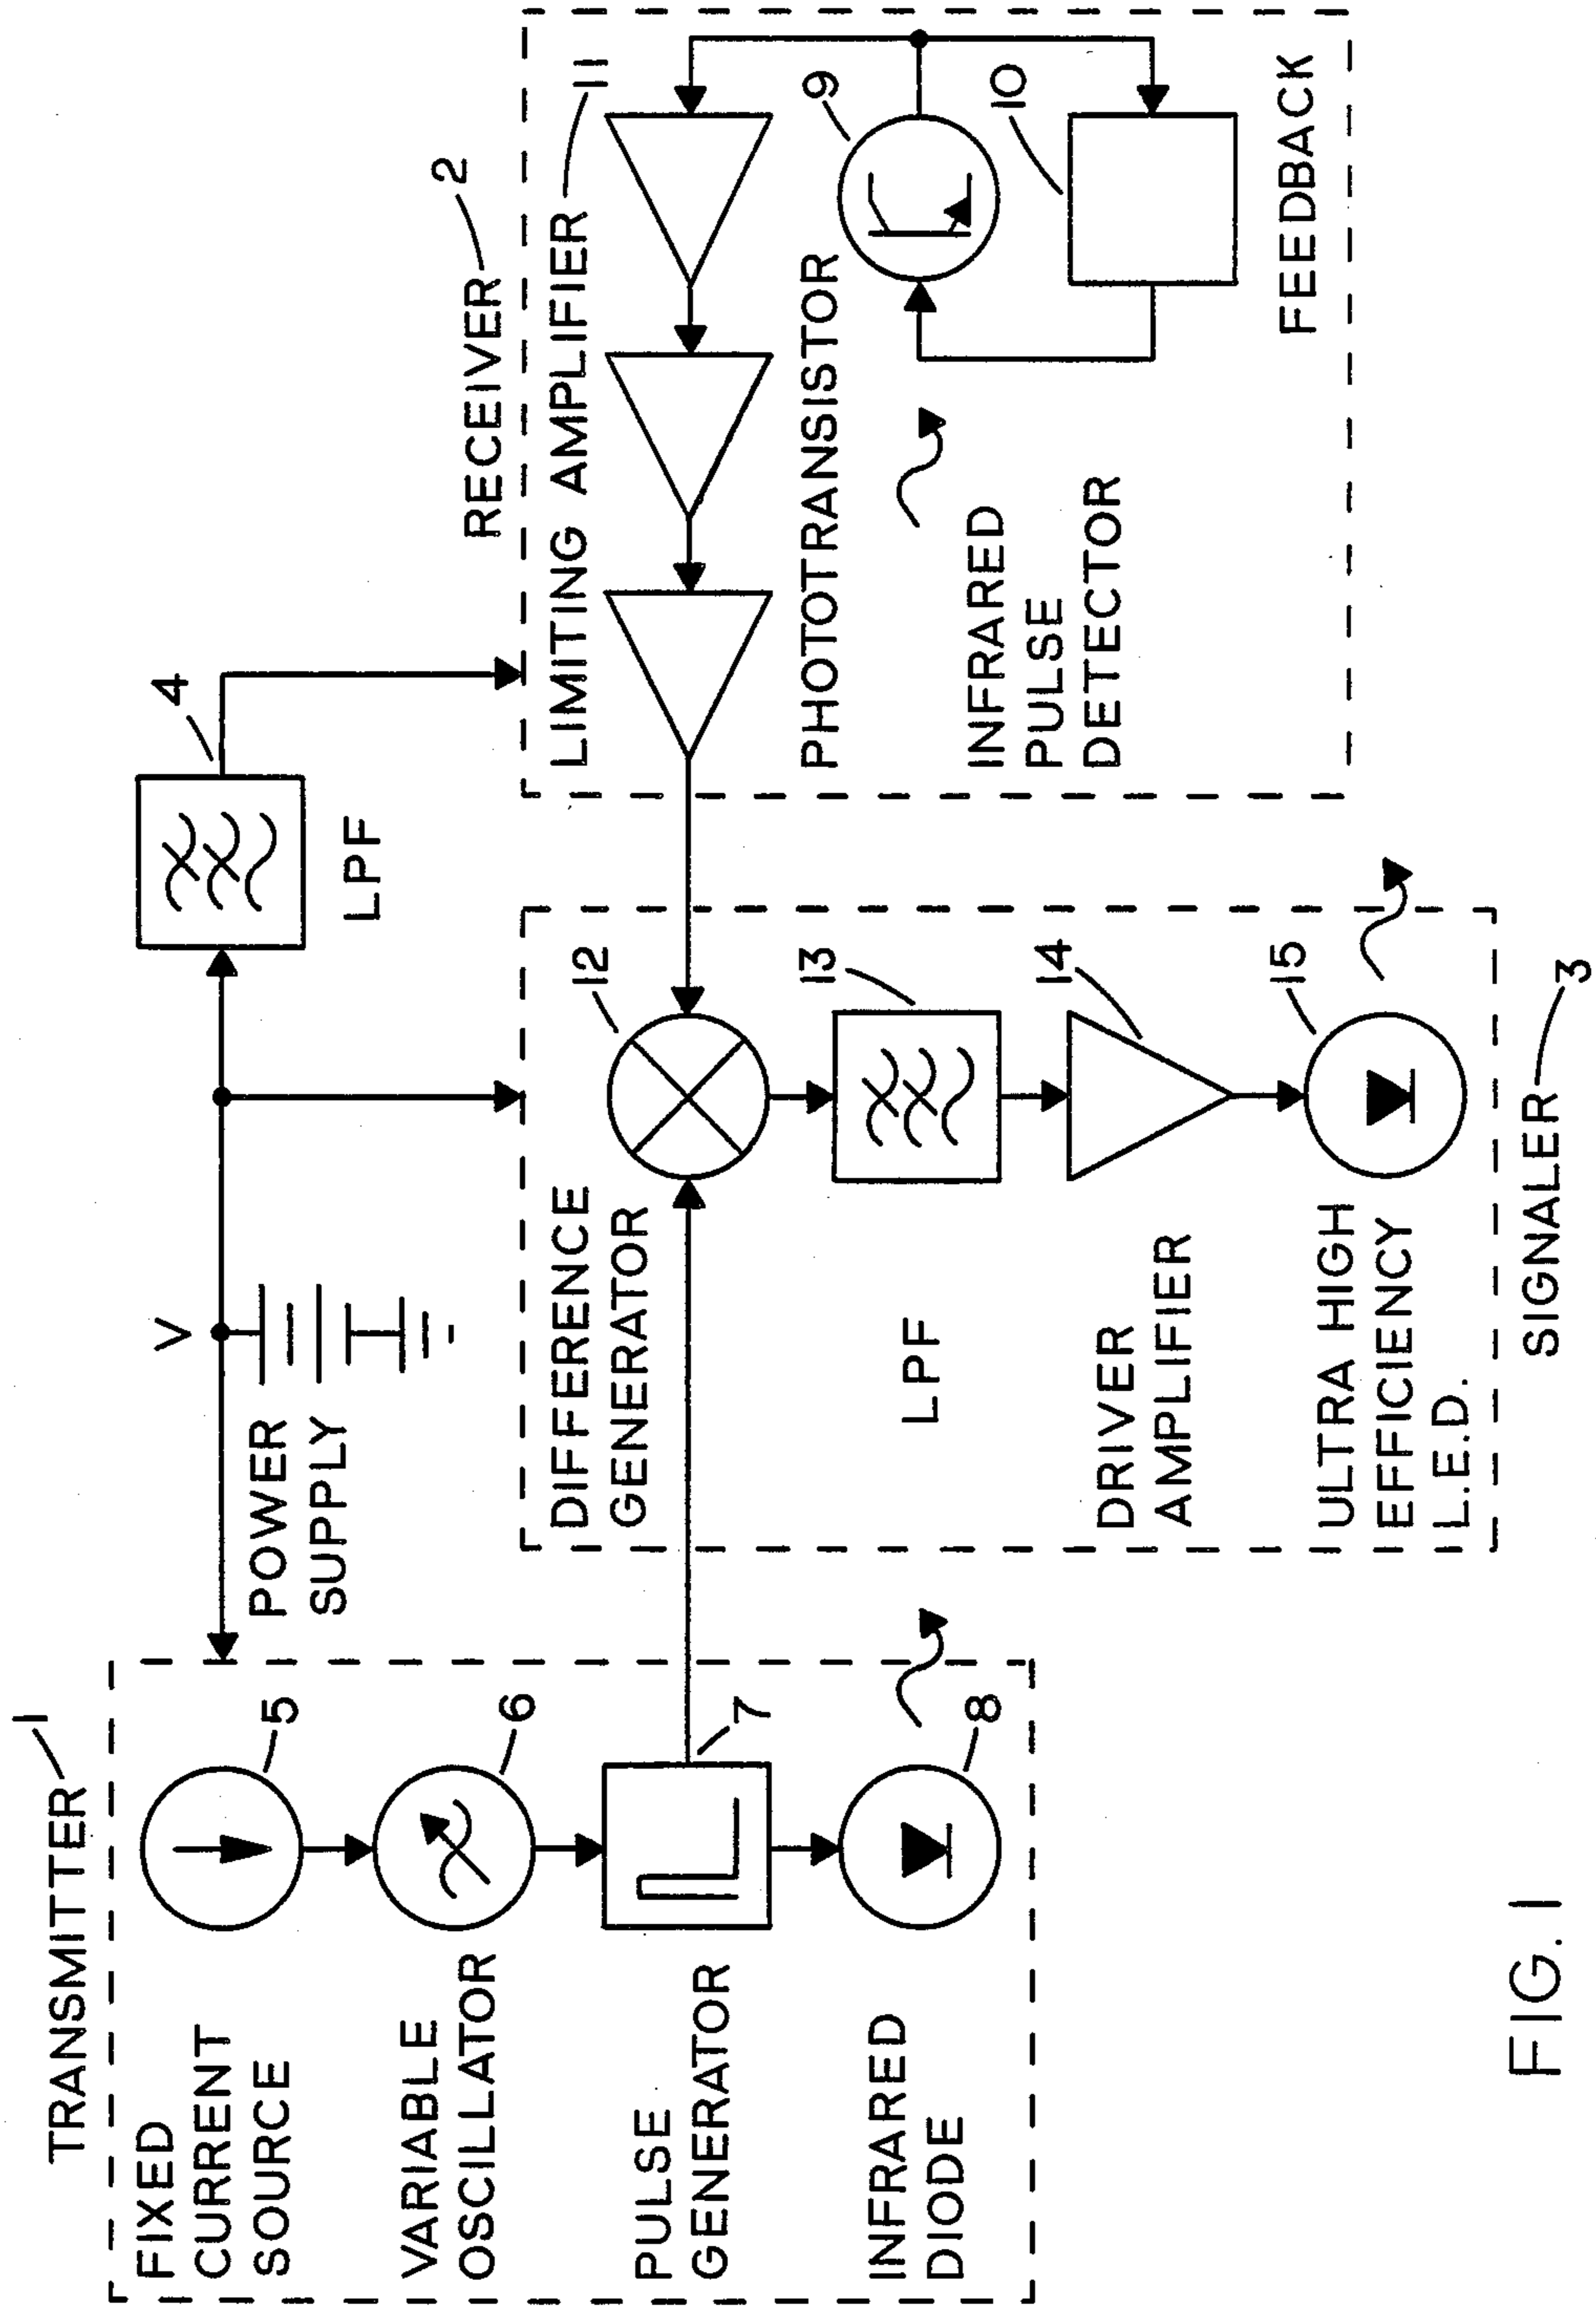 TRANSMITTER 1
FIXED
CURRENT
SOURCE
5
VARIABLE
OSCILLATOR
6
PULSE
GENERATOR
7
INFRARED
DIODE
8
V
POWER
SUPPLY
4
LPF
DIFFERENCE
GENERATOR
12
LPF
13
DRIVER
AMPLIFIER
14
ULTRA HIGH
EFFICIENCY
L.E.D.
15
SIGNALER 3
RECEIVER 2
LIMITING AMPLIFIER 11
PHOTOTRANSISTOR
9
INFRARED
PULSE
DETECTOR
10
FEEDBACK
FIG. 1